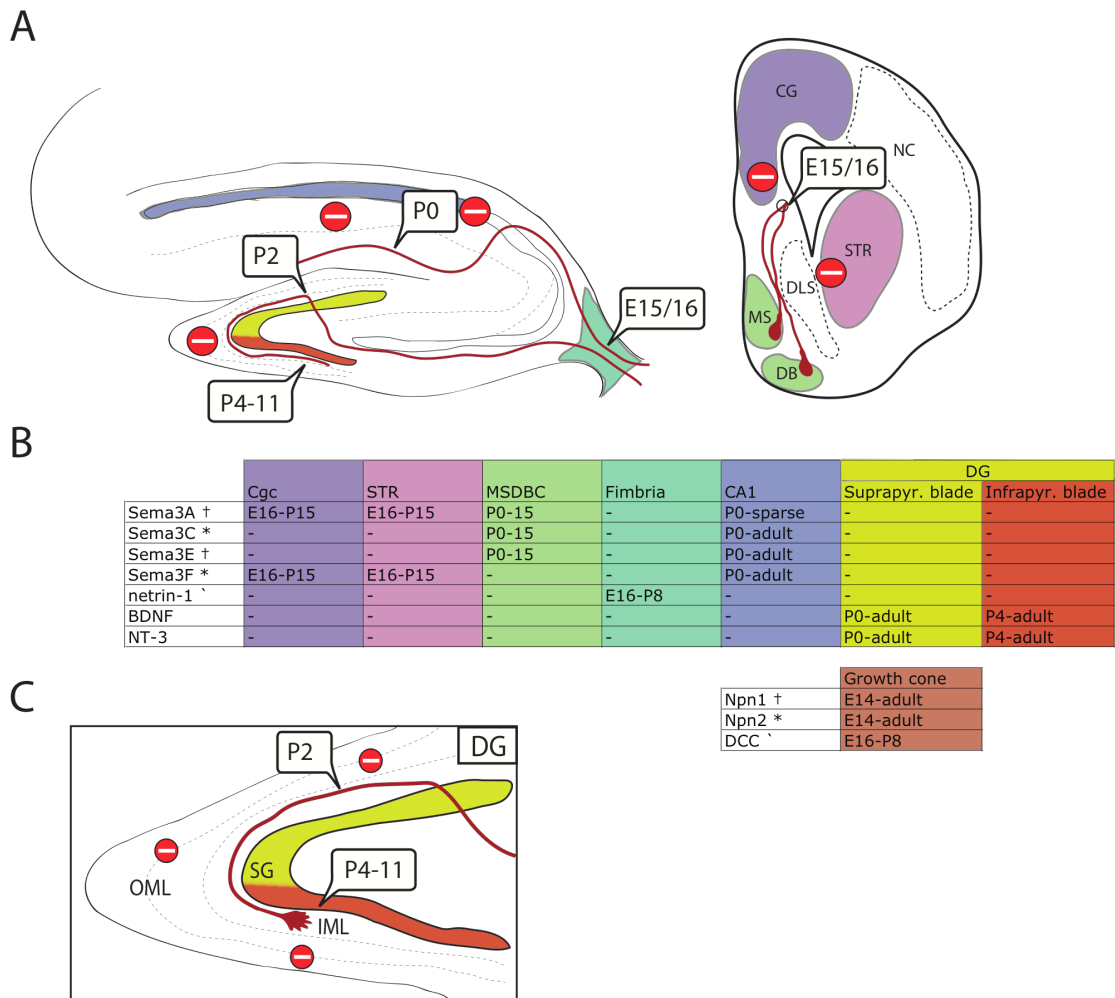 A
CG
NC
E15/16
P0
P2
STR
E15/16
DLS
MS
DB
P4-11
B
DG
Cgc STR MSDBC Fimbria CA1 Suprapyr. blade Infrapyr. blade
Sema3A † E16-P15 E16-P15 P0-15 - P0-sparse - -
Sema3C * - - P0-15 - P0-adult - -
Sema3E † - - P0-15 - P0-adult - -
Sema3F * E16-P15 E16-P15 - - P0-adult - -
netrin-1 ` - - - E16-P8 - - -
BDNF - - - - - P0-adult P4-adult
NT-3 - - - - - P0-adult P4-adult
Growth cone
Npn1 † E14-adult
Npn2 * E14-adult
DCC ` E16-P8
C
DG
P2
SG
P4-11
OML
IML